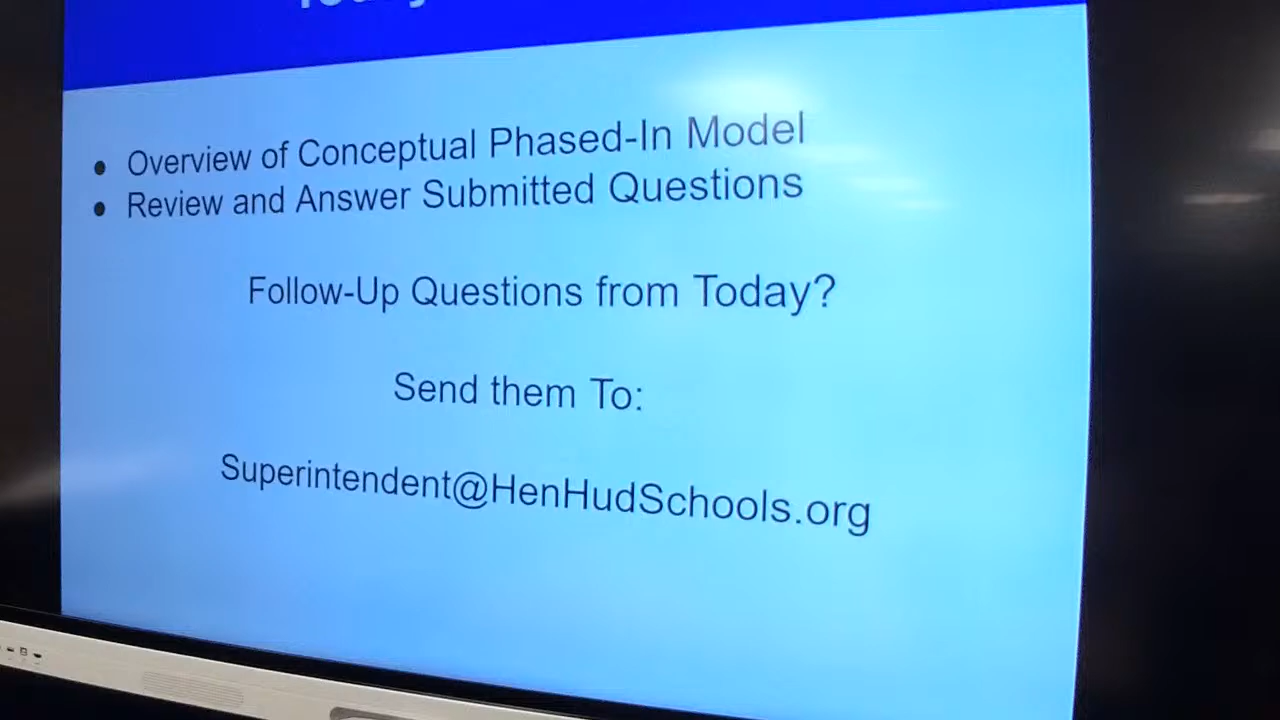 • Overview of Conceptual Phased-In Model
• Review and Answer Submitted Questions
Follow-Up Questions from Today?
Send them To:
Superintendent@HenHudSchools.org